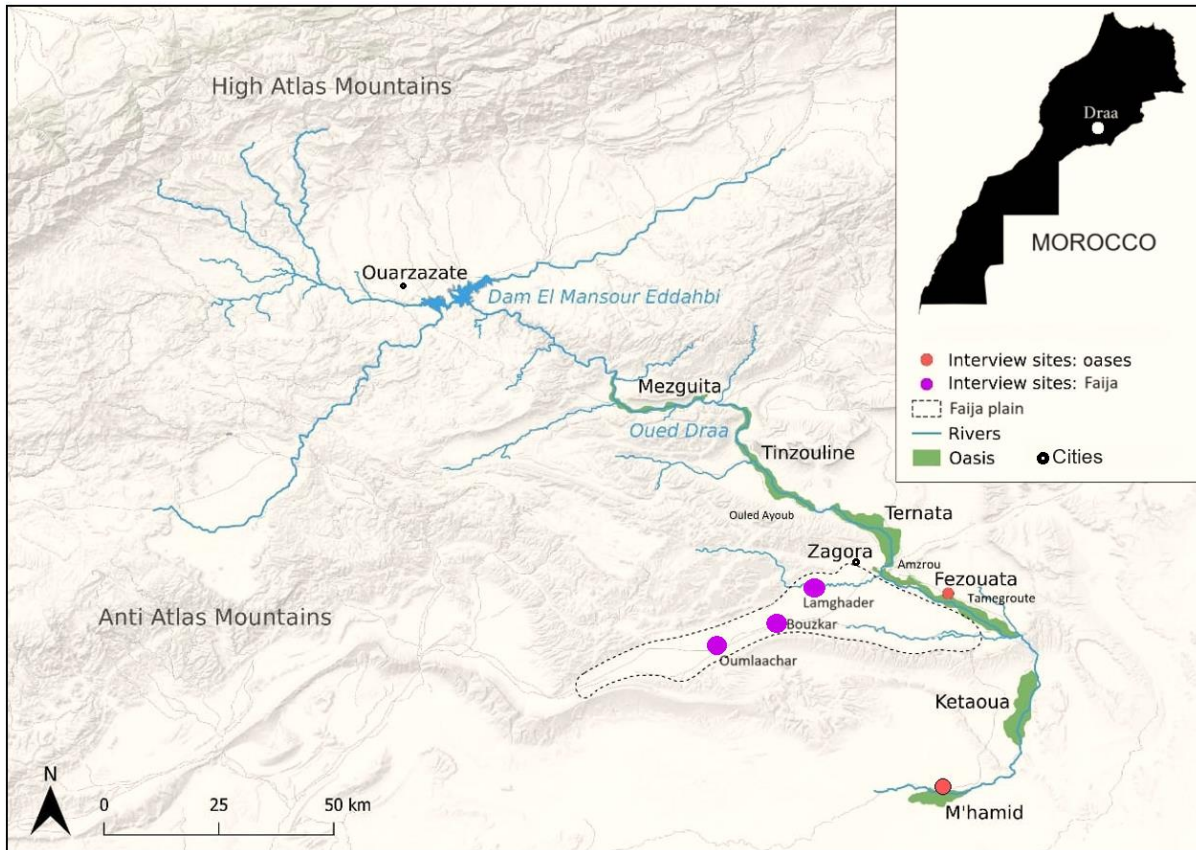 High Atlas Mountains
Ouarzazate
Dam El Mansour Eddahbi
Mezguita
Oued Draa
Tinzouline
Ouled Ayoub
Ternata
Zagora
Amzrou
Fezouata
Tamegroute
Lamghader
Bouzkar
Oumlaachar
Anti Atlas Mountains
Ketaoua
M'hamid
N
0 25 50 km
Draa
MOROCCO
Interview sites: oases
Interview sites: Faija
Faija plain
Rivers
Oasis
Cities